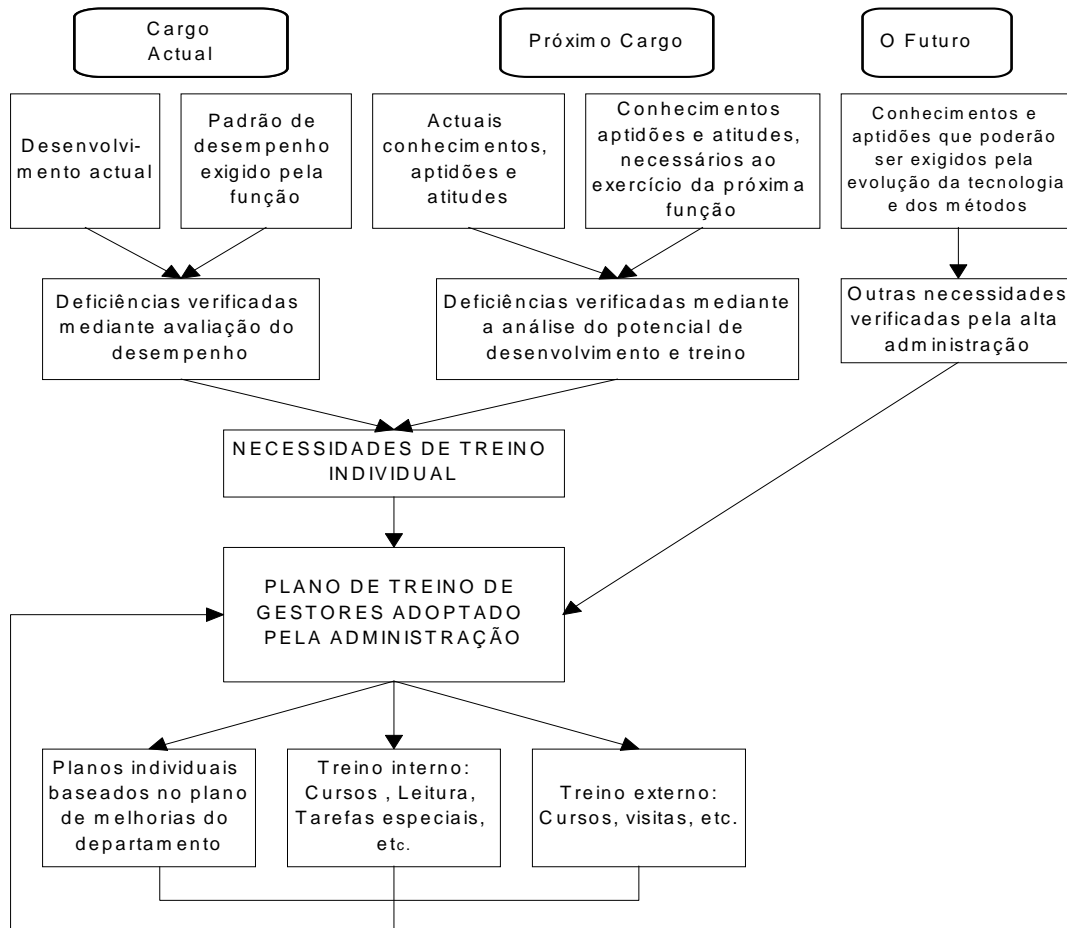 Cargo
Actual
Próximo Cargo
O Futuro
Desenvolvi-
mento actual
Padrão de
desempenho
exigido pela
função
Actuais
conhecimentos,
aptidões e
atitudes
Conhecimentos
aptidões e atitudes,
necessários ao
exercício da próxima
função
Conhecimentos e
aptidões que poderão
ser exigidos pela
evolução da tecnologia
e dos métodos
Deficiências verificadas
mediante avaliação do
desempenho
Deficiências verificadas mediante
a análise do potencial de
desenvolvimento e treino
Outras necessidades
verificadas pela alta
administração
NECESSIDADES DE TREINO
INDIVIDUAL
PLANO DE TREINO DE
GESTORES ADOPTADO
PELA ADMINISTRAÇÃO
Planos individuais
baseados no plano
de melhorias do
departamento
Treino interno:
Cursos , Leitura,
Tarefas especiais,
etc.
Treino externo:
Cursos, visitas, etc.